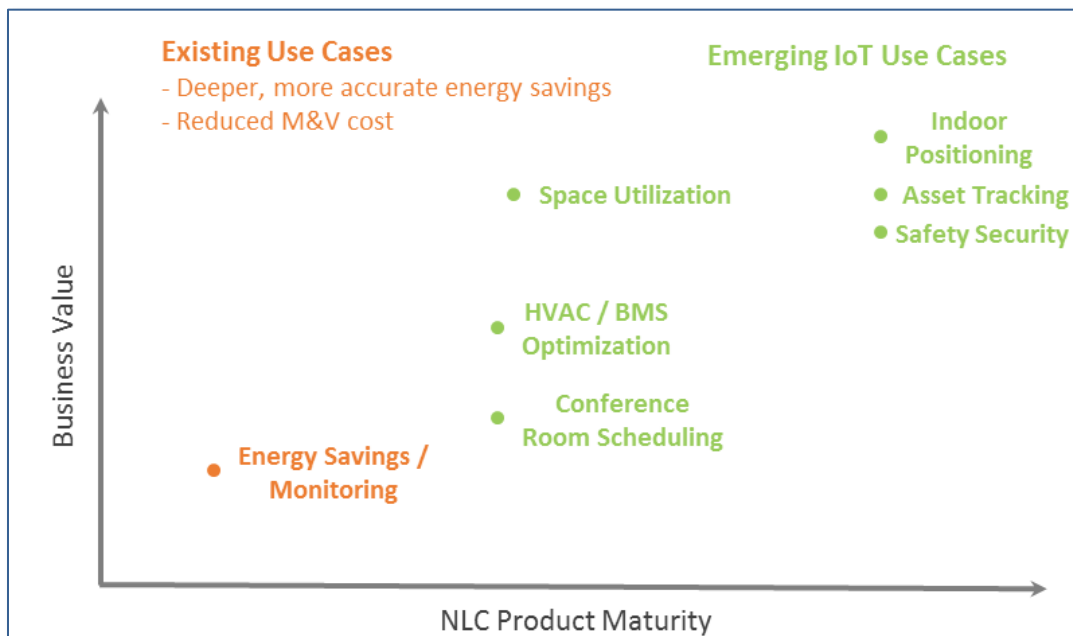 Existing Use Cases
- Deeper, more accurate energy savings
- Reduced M&V cost
Emerging IoT Use Cases
Indoor
Positioning
Space Utilization
Asset Tracking
Safety Security
HVAC / BMS
Optimization
Conference
Room Scheduling
Energy Savings /
Monitoring
Business Value
NLC Product Maturity